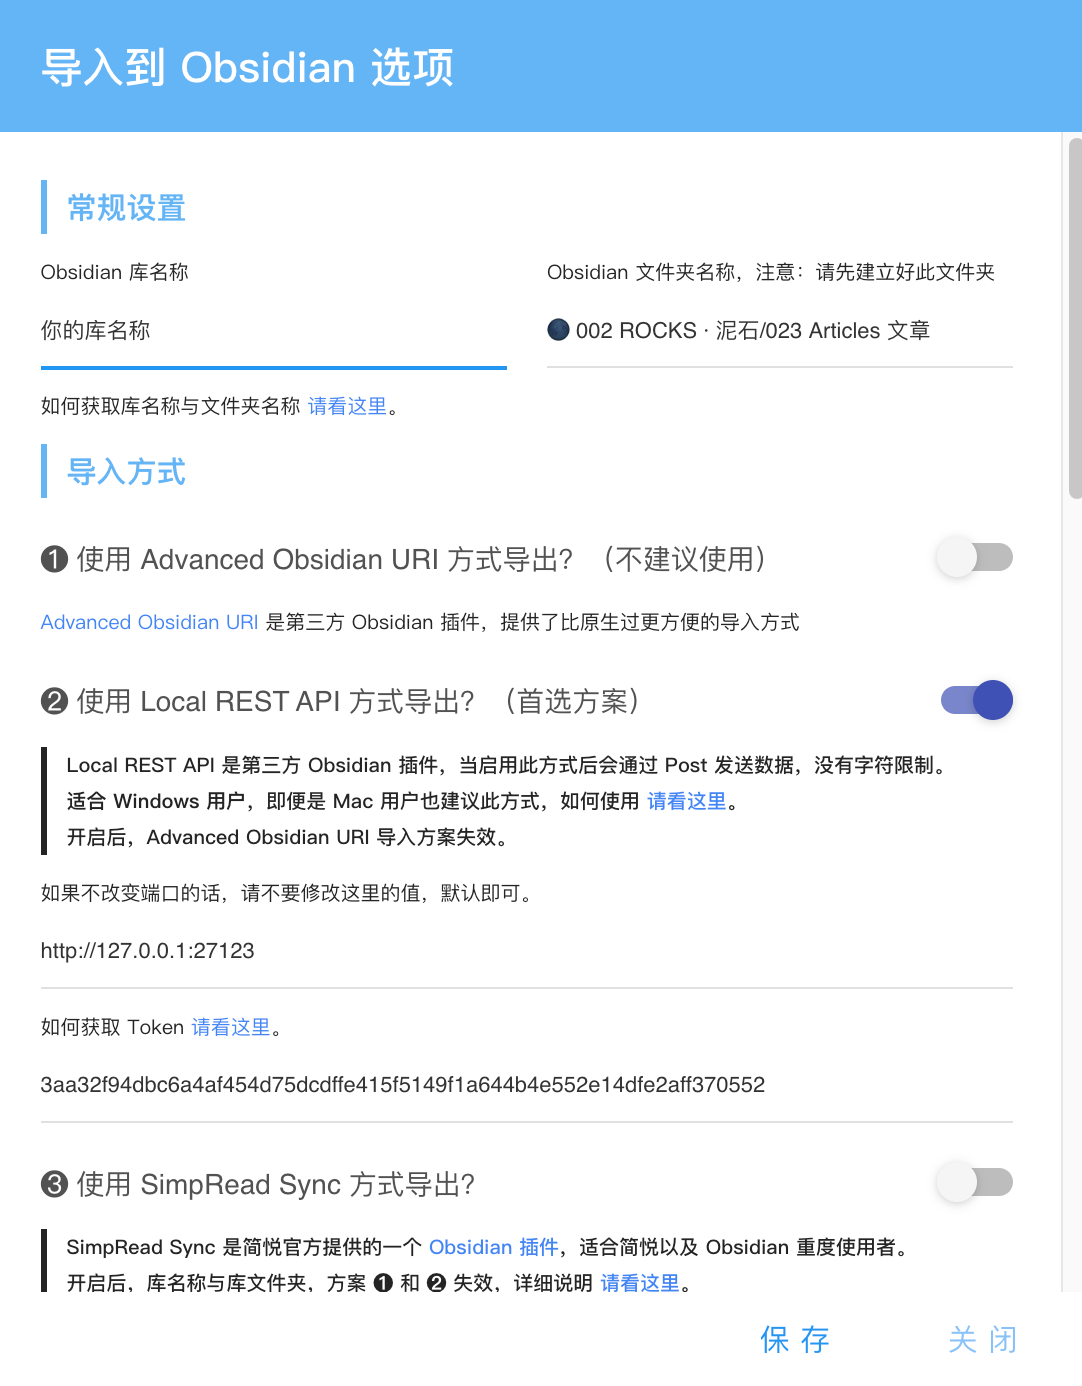 导入到 Obsidian 选项
常规设置
Obsidian 库名称
Obsidian 文件夹名称，注意：请先建立好此文件夹
你的库名称
🌑 002 ROCKS · 泥石/023 Articles 文章
如何获取库名称与文件夹名称 请看这里。
导入方式
❶ 使用 Advanced Obsidian URI 方式导出？（不建议使用）
Advanced Obsidian URI 是第三方 Obsidian 插件，提供了比原生过更方便的导入方式
❷ 使用 Local REST API 方式导出？（首选方案）
Local REST API 是第三方 Obsidian 插件，当启用此方式后会通过 Post 发送数据，没有字符限制。
适合 Windows 用户，即便是 Mac 用户也建议此方式，如何使用 请看这里。
开启后，Advanced Obsidian URI 导入方案失效。
如果不改变端口的话，请不要修改这里的值，默认即可。
http://127.0.0.1:27123
如何获取 Token 请看这里。
3aa32f94dbc6a4af454d75dcdffe415f5149f1a644b4e552e14dfe2aff370552
❸ 使用 SimpRead Sync 方式导出？
SimpRead Sync 是简悦官方提供的一个 Obsidian 插件，适合简悦以及 Obsidian 重度使用者。
开启后，库名称与库文件夹，方案 ❶ 和 ❷ 失效，详细说明 请看这里。
保 存
关 闭